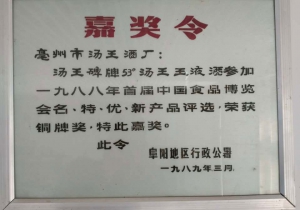 嘉奖令
亳州市汤王酒厂：
汤王牌牌53°汤王玉液酒参加
一九八八年首届中国食品博览
会名、特、优、新产品评选，荣获
铜牌奖，特此嘉奖。
此令
阜阳地区行政公署
一九八九年三月